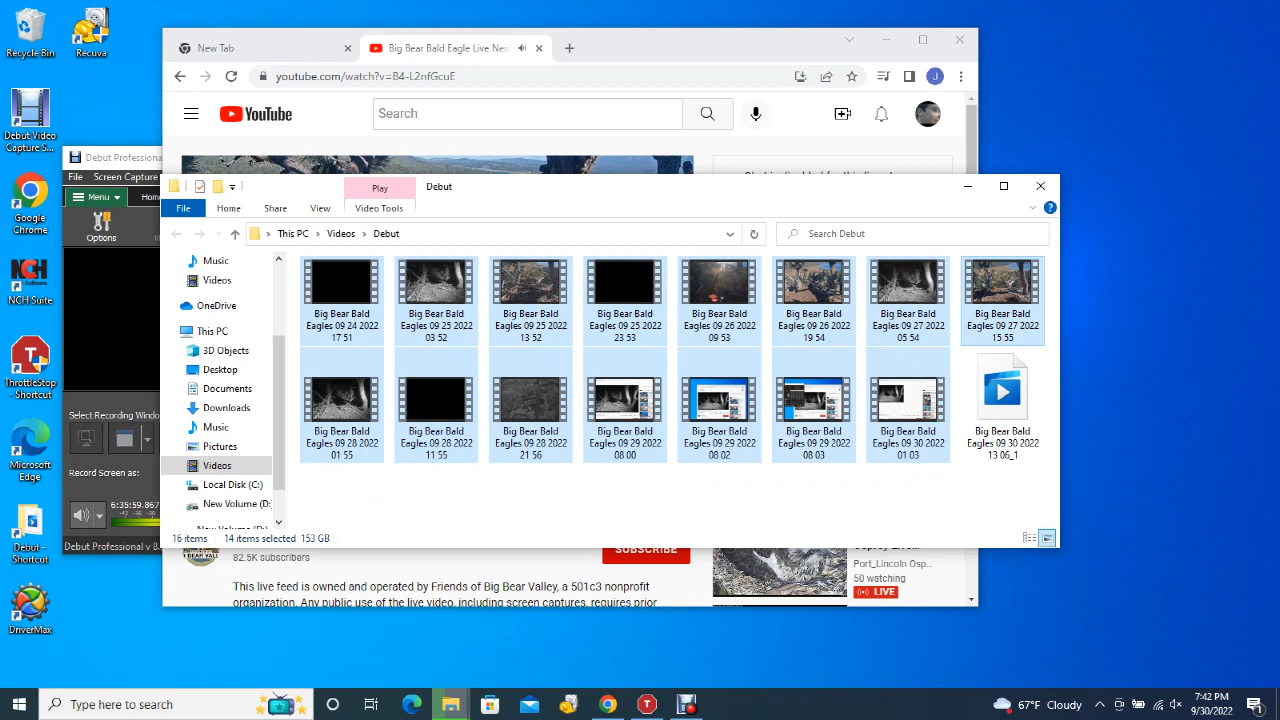 Recycle Bin
Recuva
Debut Video
Capture S...
Google
Chrome
NCH Suite
ThrottleStop
- Shortcut
Microsoft
Edge
Debut -
Shortcut
DriverMax
New Tab
Big Bear Bald Eagle Live Nest
youtube.com/watch?v=B4-L2nfGcuE
J
YouTube
Search
Debut Professional
File Screen Capture
Menu
Hom
Options
Select Recording Window
Record Screen as:
6:35:59.867
-42 -36 -30
Debut Professional v 8
Play
Debut
File
Home
Share
View
Video Tools
This PC > Videos > Debut
Search Debut
Music
Videos
OneDrive
This PC
3D Objects
Desktop
Documents
Downloads
Music
Pictures
Videos
Local Disk (C:)
New Volume (D:
Big Bear Bald
Eagles 09 24 2022
17 51
Big Bear Bald
Eagles 09 25 2022
03 52
Big Bear Bald
Eagles 09 25 2022
13 52
Big Bear Bald
Eagles 09 25 2022
23 53
Big Bear Bald
Eagles 09 26 2022
09 53
Big Bear Bald
Eagles 09 26 2022
19 54
Big Bear Bald
Eagles 09 27 2022
05 54
Big Bear Bald
Eagles 09 27 2022
15 55
Big Bear Bald
Eagles 09 28 2022
01 55
Big Bear Bald
Eagles 09 28 2022
11 55
Big Bear Bald
Eagles 09 28 2022
21 56
Big Bear Bald
Eagles 09 29 2022
08 00
Big Bear Bald
Eagles 09 29 2022
08 02
Big Bear Bald
Eagles 09 29 2022
08 03
Big Bear Bald
Eagles 09 30 2022
01 03
Big Bear Bald
Eagles 09 30 2022
13 06_1
16 items
14 items selected 153 GB
82.5K subscribers
SUBSCRIBE
This live feed is owned and operated by Friends of Big Bear Valley, a 501c3 nonprofit
organization. Any public use of the live video, including screen captures, requires prior
Port_Lincoln Osp...
50 watching
LIVE
Type here to search
67°F Cloudy
7:42 PM
9/30/2022
1